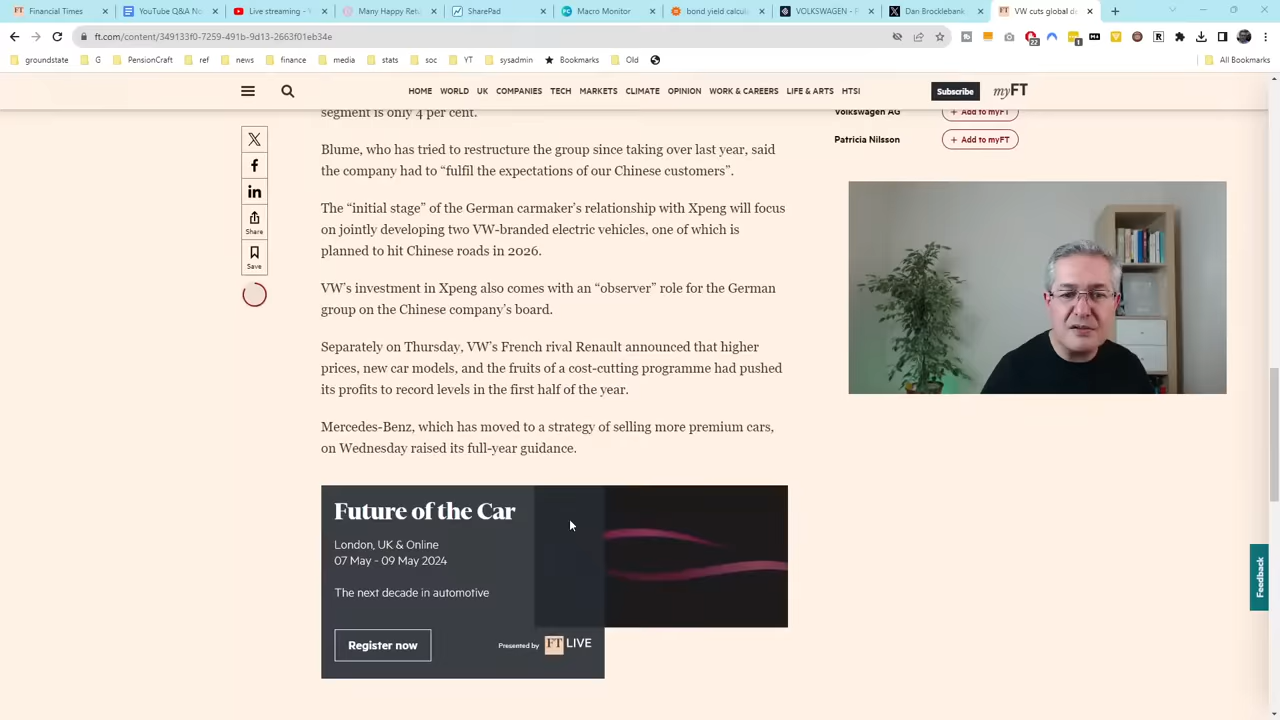 Financial Times
YouTube Q&A No
Live streaming -
Many Happy Retu
SharePad
Macro Monitor
bond yield calcula
VOLKSWAGEN -
Dan Brocklebank
VW cuts global de
ft.com/content/349133f0-7259-491b-9d13-2663f01eb34e
22
1
groundstate
G
PensionCraft
ref
news
finance
media
stats
soc
YT
sysadmin
Bookmarks
Old
All Bookmarks
HOME WORLD UK COMPANIES TECH MARKETS CLIMATE OPINION WORK & CAREERS LIFE & ARTS HTSI
Subscribe
myFT
segment is only 4 per cent.
Volkswagen AG
+ Add to myFT
Patricia Nilsson
+ Add to myFT
Share
Save
Blume, who has tried to restructure the group since taking over last year, said
the company had to “fulfil the expectations of our Chinese customers”.
The “initial stage” of the German carmaker’s relationship with Xpeng will focus
on jointly developing two VW-branded electric vehicles, one of which is
planned to hit Chinese roads in 2026.
VW’s investment in Xpeng also comes with an “observer” role for the German
group on the Chinese company’s board.
Separately on Thursday, VW’s French rival Renault announced that higher
prices, new car models, and the fruits of a cost-cutting programme had pushed
its profits to record levels in the first half of the year.
Mercedes-Benz, which has moved to a strategy of selling more premium cars,
on Wednesday raised its full-year guidance.
Future of the Car
London, UK & Online
07 May - 09 May 2024
The next decade in automotive
Register now
Presented by
FT LIVE
Feedback